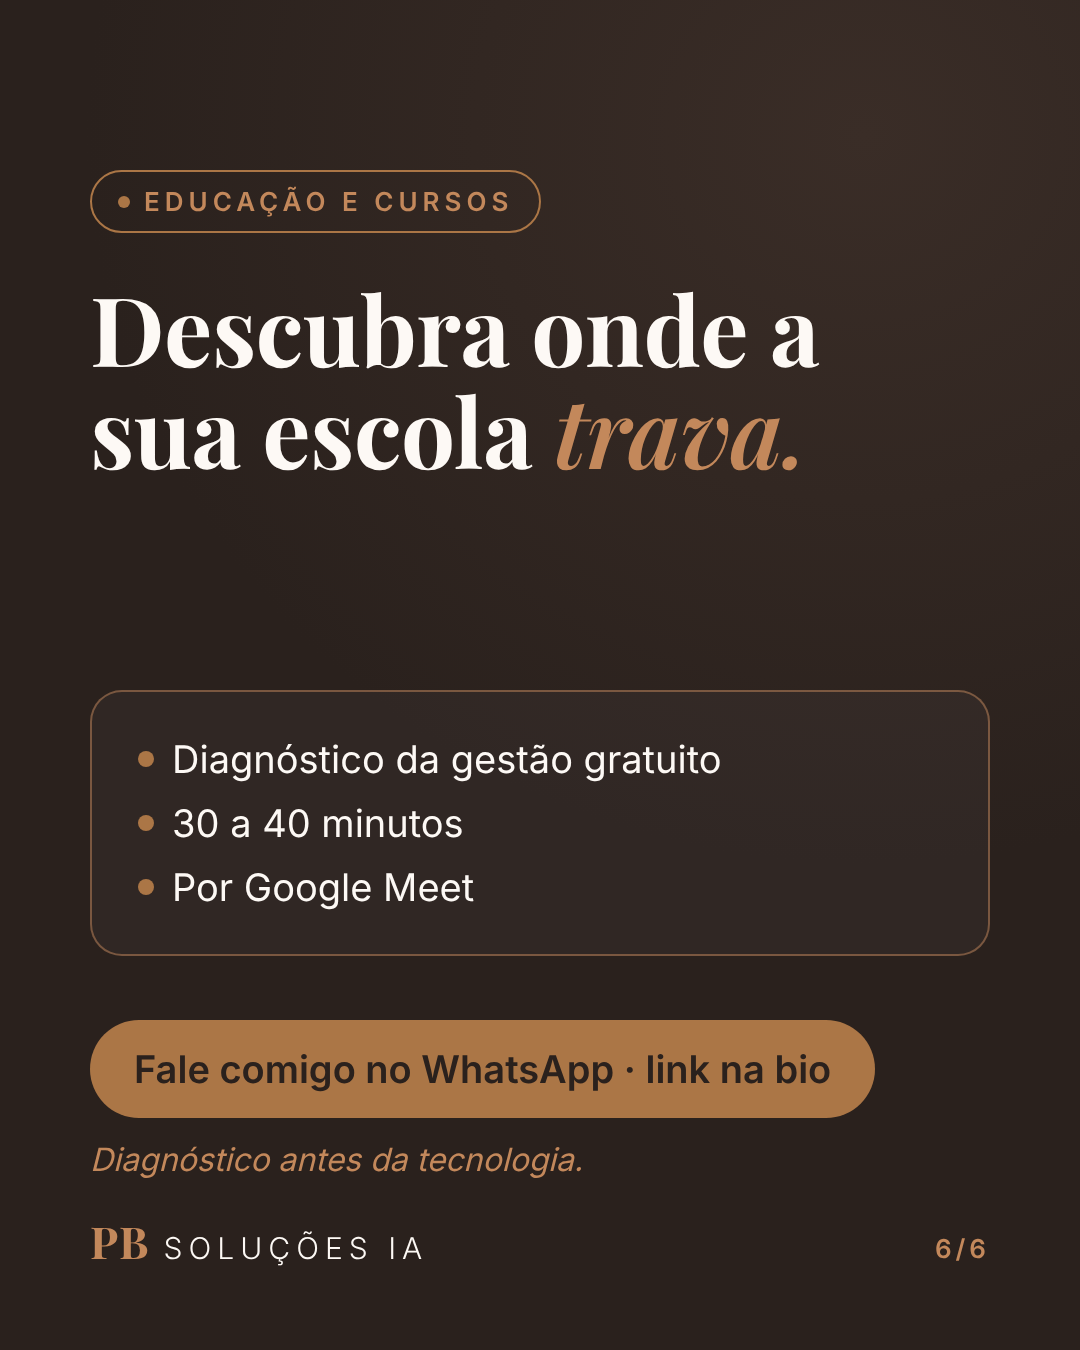 EDUCAÇÃO E CURSOS
Descubra onde a
sua escola trava.
Diagnóstico da gestão gratuito
30 a 40 minutos
Por Google Meet
Fale comigo no WhatsApp · link na bio
Diagnóstico antes da tecnologia.
PB SOLUÇÕES IA
6/6